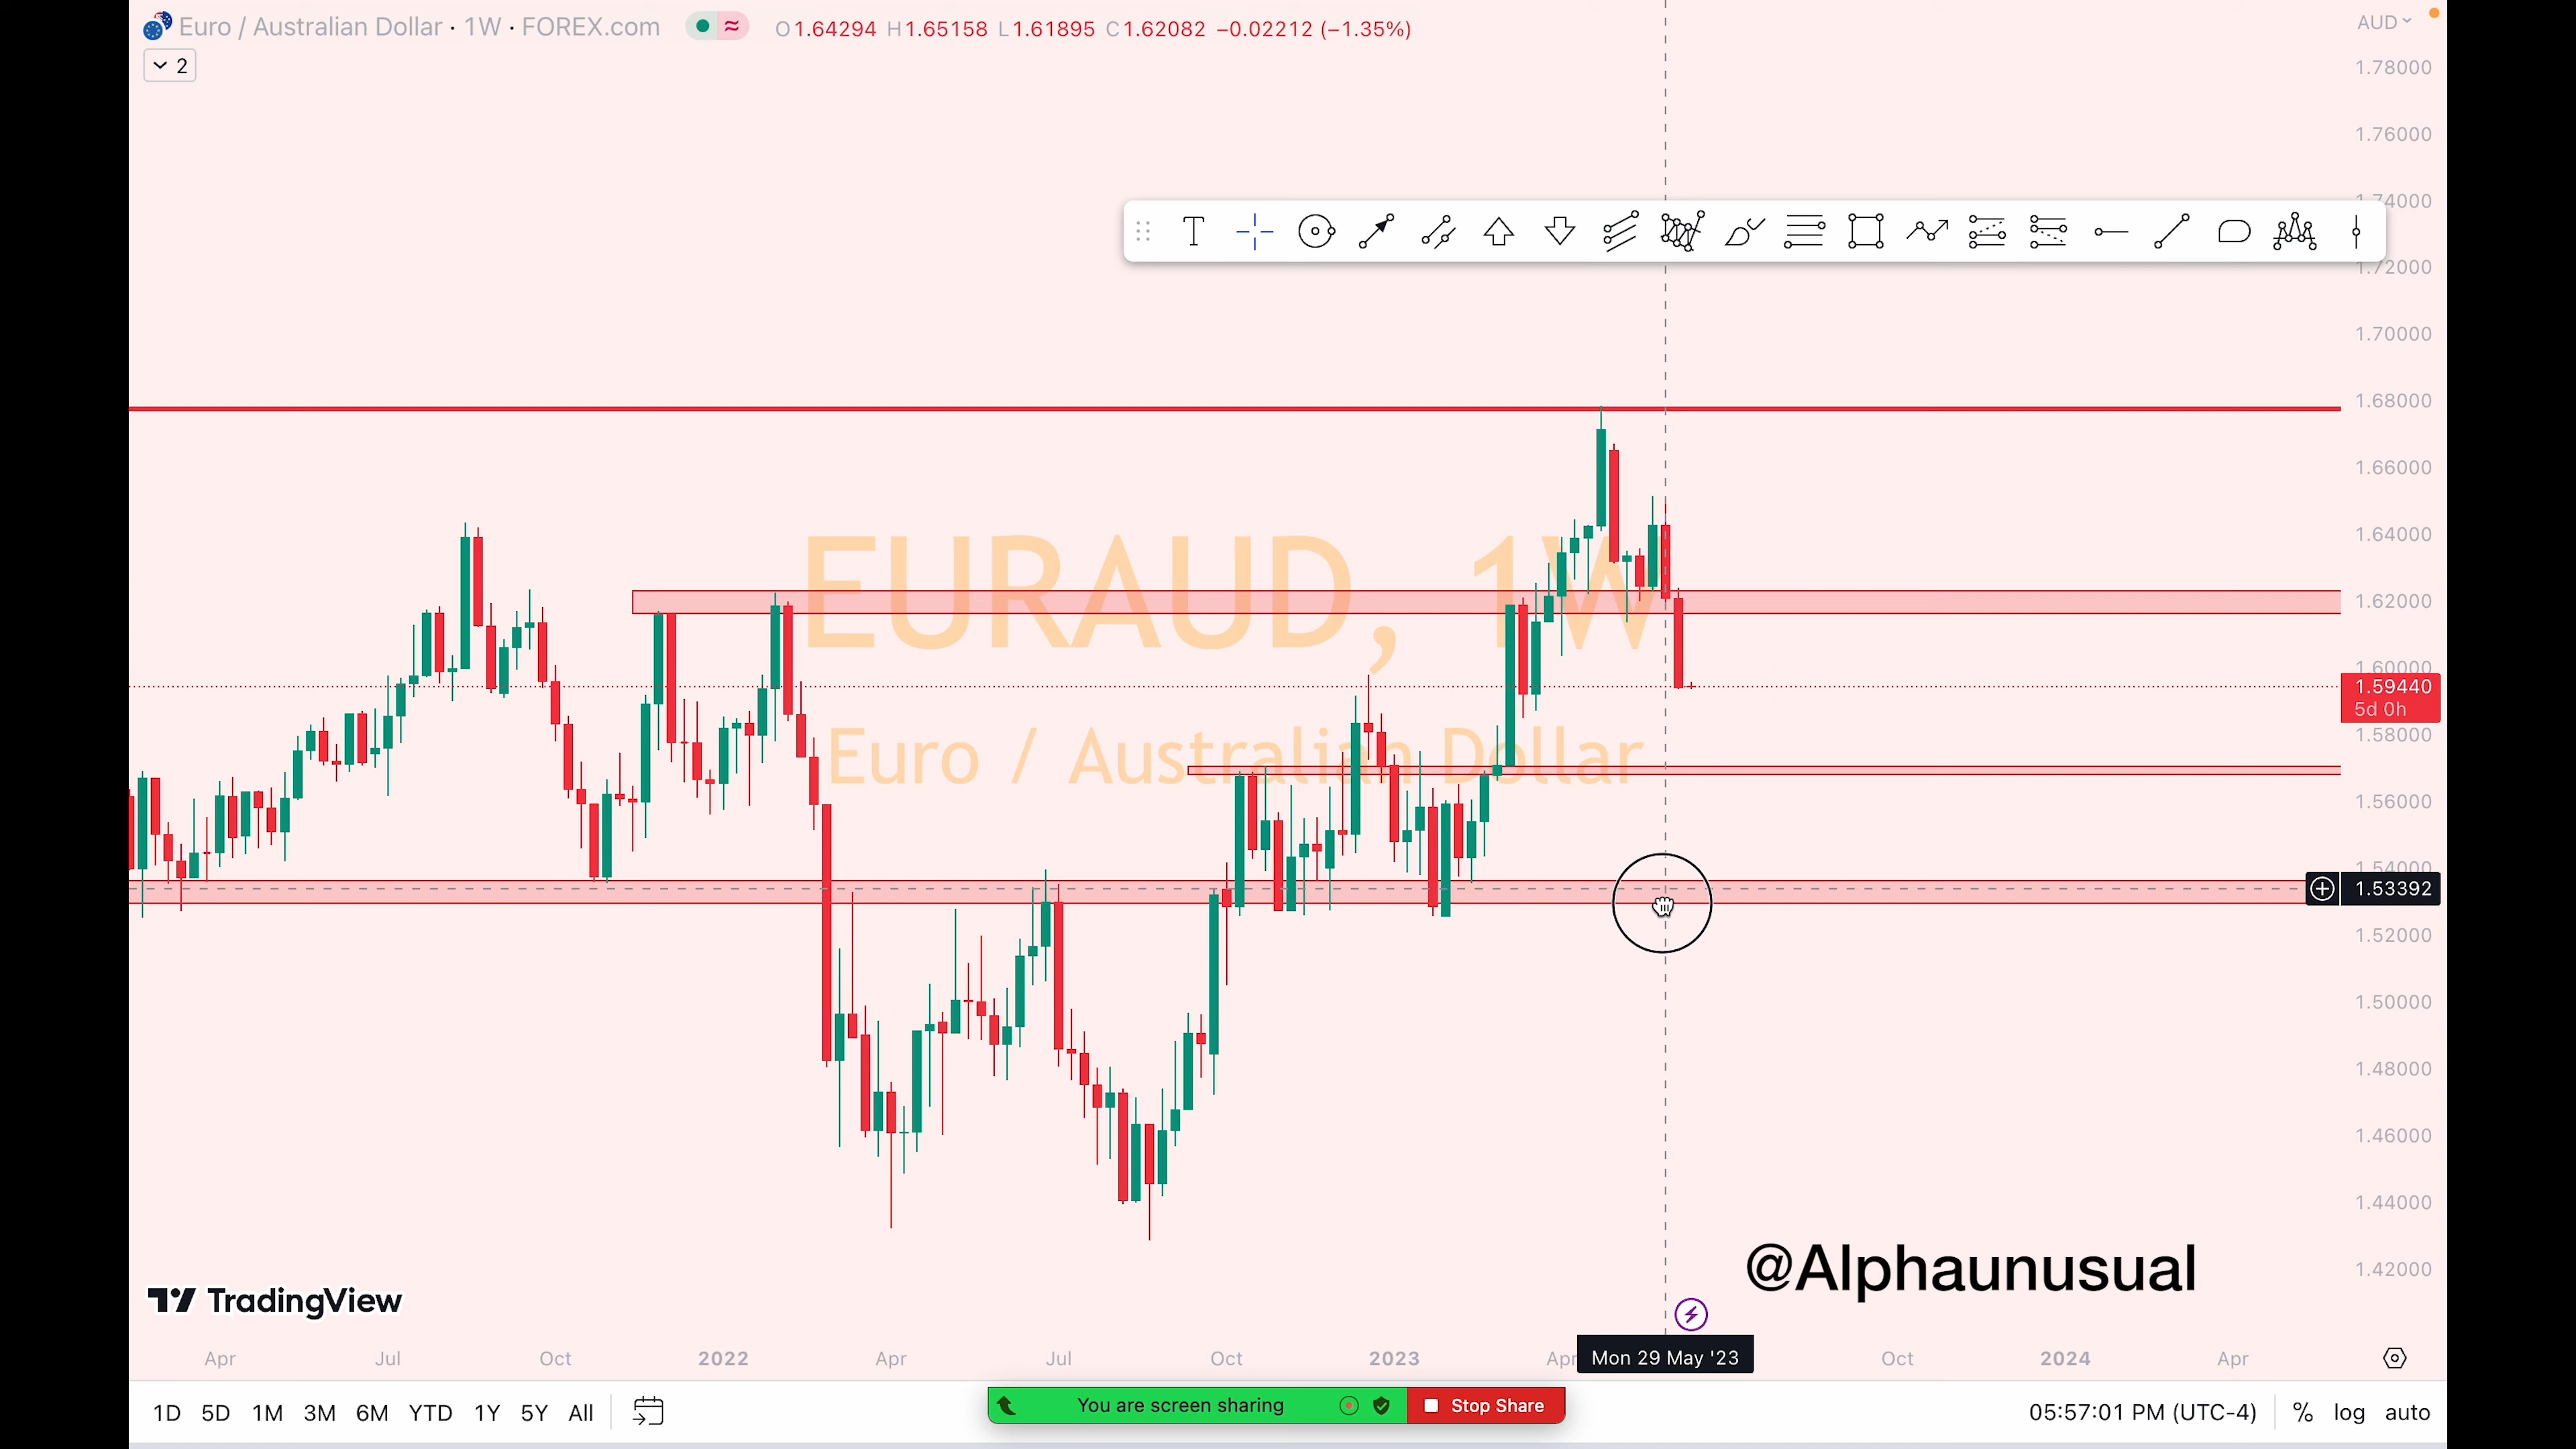 Euro / Australian Dollar · 1W · FOREX.com
O1.64294 H1.65158 L1.61895 C1.62082 −0.02212 (−1.35%)
AUD
2
1.78000
1.76000
1.74000
T
1.72000
1.70000
1.68000
1.66000
1.64000
EURAUD, 1W
1.62000
1.60000
1.59440
5d 0h
1.58000
Euro / Australian Dollar
1.56000
1.54000
1.53392
1.52000
1.50000
1.48000
1.46000
1.44000
1.42000
@Alphaunusual
TradingView
Apr Jul Oct 2022 Apr Jul Oct 2023 Apr Mon 29 May '23 Oct 2024 Apr
1D 5D 1M 3M 6M YTD 1Y 5Y All
You are screen sharing
Stop Share
05:57:01 PM (UTC-4) % log auto